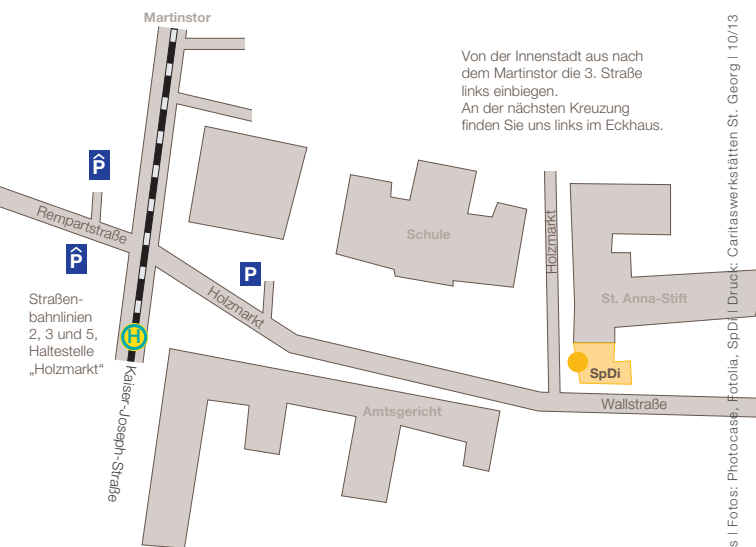 Martinstor
Von der Innenstadt aus nach
dem Martinstor die 3. Straße
links einbiegen.
An der nächsten Kreuzung
finden Sie uns links im Eckhaus.
P
Rempartstraße
P
P
Schule
Holzmarkt
St. Anna-Stift
Straßen-
bahnlinien
2, 3 und 5,
Haltestelle
„Holzmarkt“
H
Holzmarkt
Kaiser-Joseph-Straße
Amtsgericht
SpDi
Wallstraße
s | Fotos: Photocase, Fotolia, SpDi | Druck: Caritaswerkstätten St. Georg | 10/13